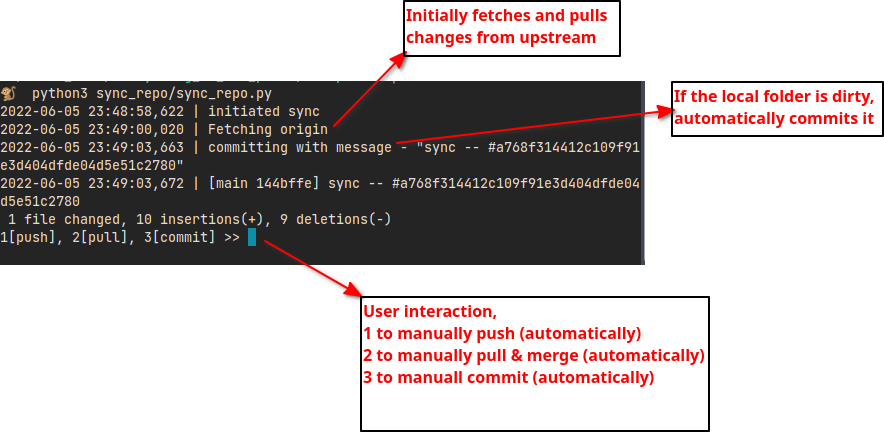 Initially fetches and pulls
changes from upstream
python3 sync_repo/sync_repo.py
2022-06-05 23:48:58,622 | initiated sync
2022-06-05 23:49:00,020 | Fetching origin
2022-06-05 23:49:03,663 | committing with message - "sync -- #a768f314412c109f91
e3d404dfde04d5e51c2780"
2022-06-05 23:49:03,672 | [main 144bffe] sync -- #a768f314412c109f91e3d404dfde04
d5e51c2780
1 file changed, 10 insertions(+), 9 deletions(-)
1[push], 2[pull], 3[commit] >>
If the local folder is dirty,
automatically commits it
User interaction,
1 to manually push (automatically)
2 to manually pull & merge (automatically)
3 to manuall commit (automatically)